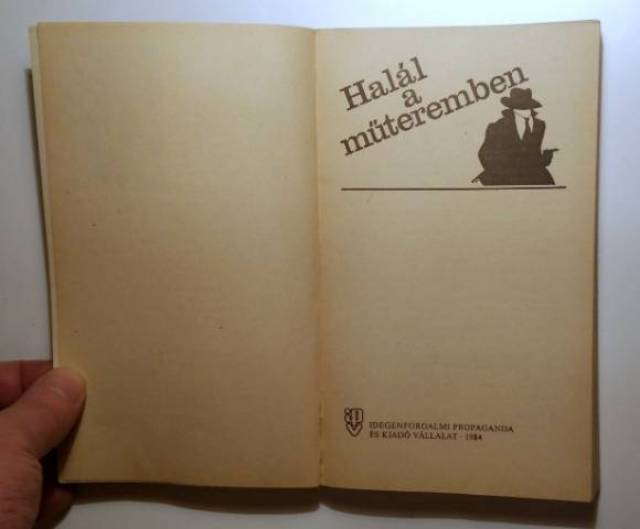 Halál
a
műteremben
IDEGENFORGALMI PROPAGANDA
ÉS KIADÓ VÁLLALAT · 1984